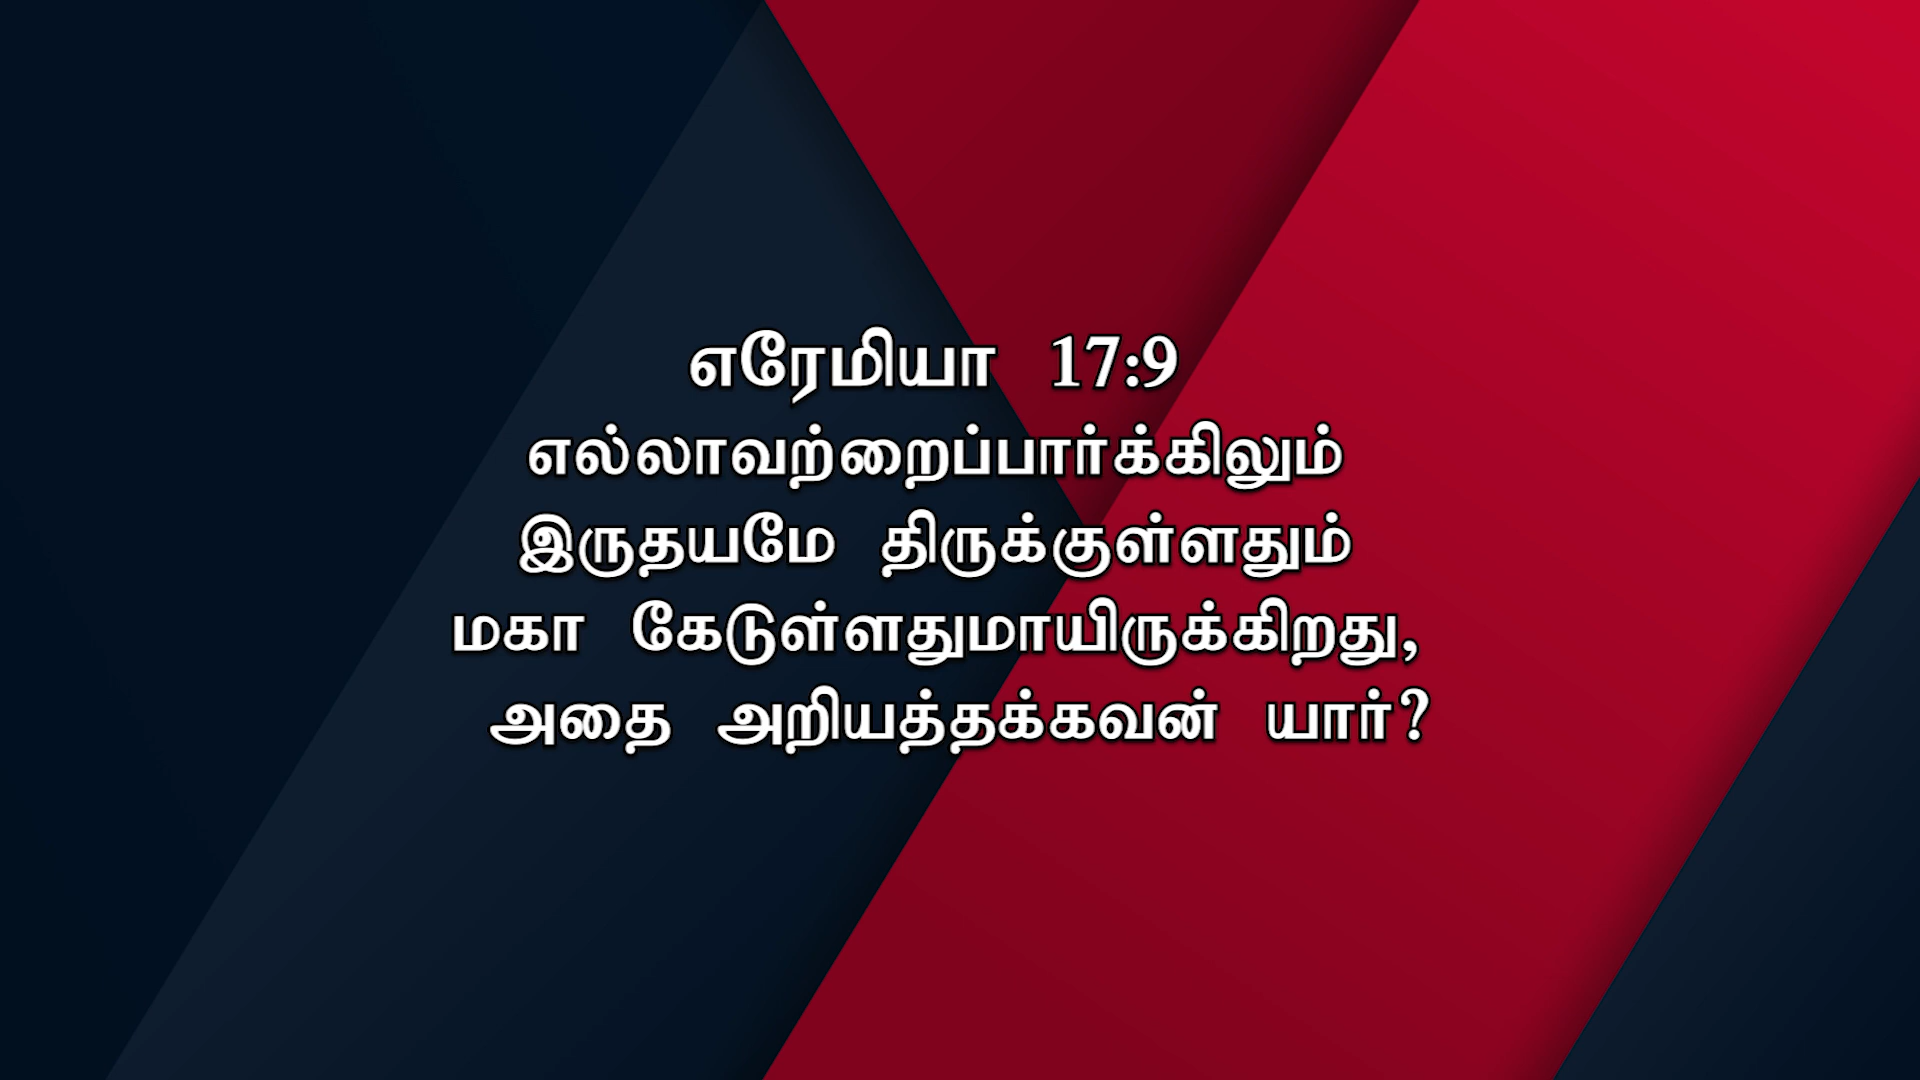 எரேமியா 17:9
எல்லாவற்றைப்பார்க்கிலும்
இருதயமே திருக்குள்ளதும்
மகா கேடுள்ளதுமாயிருக்கிறது,
அதை அறியத்தக்கவன் யார்?